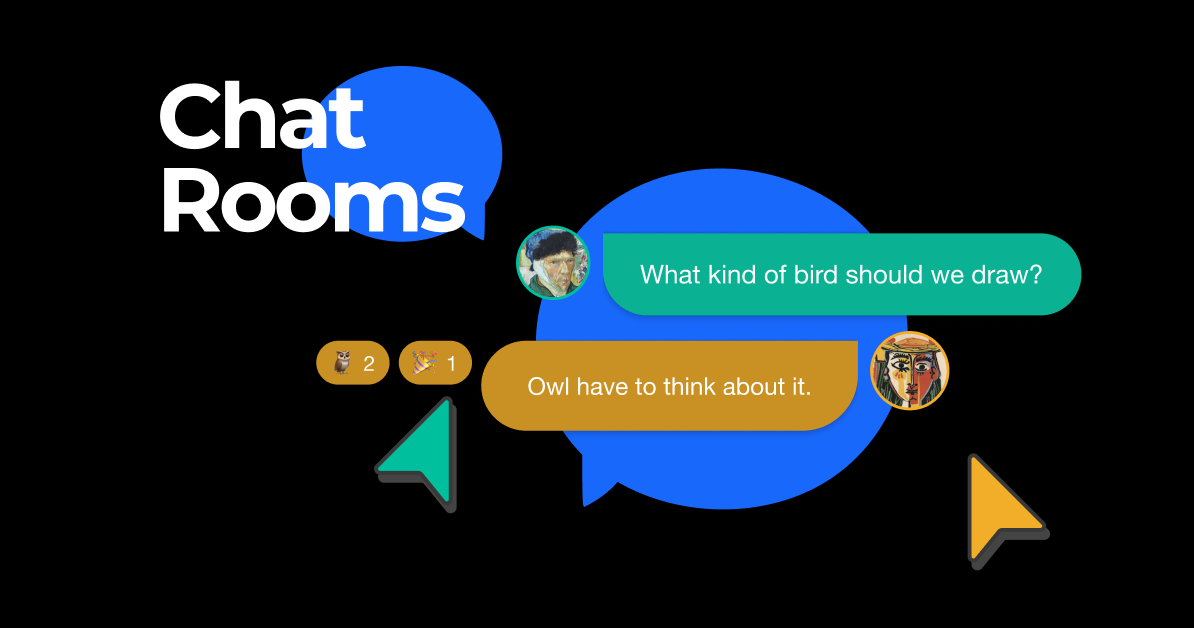 Chat
Rooms
What kind of bird should we draw?
🦉 2 🎉 1
Owl have to think about it.